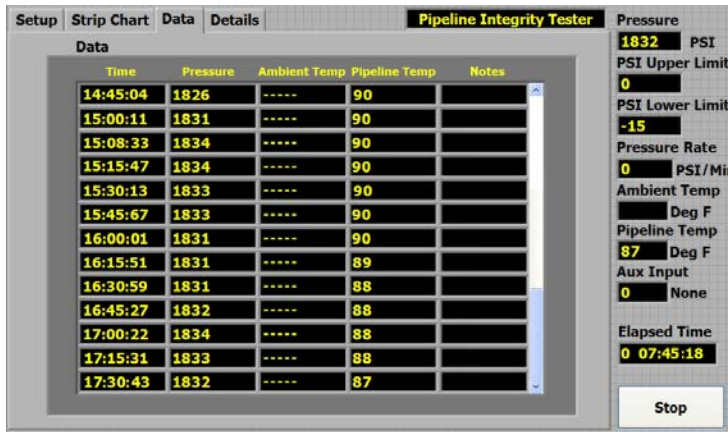 Setup Strip Chart Data Details Pipeline Integrity Tester
Data
Time Pressure Ambient Temp Pipeline Temp Notes
14:45:04 1826 ----- 90
15:00:11 1831 ----- 90
15:08:33 1834 ----- 90
15:15:47 1834 ----- 90
15:30:13 1833 ----- 90
15:45:67 1833 ----- 90
16:00:01 1831 ----- 90
16:15:51 1831 ----- 89
16:30:59 1831 ----- 88
16:45:27 1832 ----- 88
17:00:22 1834 ----- 88
17:15:31 1833 ----- 88
17:30:43 1832 ----- 87
Pressure
1832 PSI
PSI Upper Limit
0
PSI Lower Limit
-15
Pressure Rate
0 PSI/Mi
Ambient Temp
Deg F
Pipeline Temp
87 Deg F
Aux Input
0 None
Elapsed Time
0 07:45:18
Stop